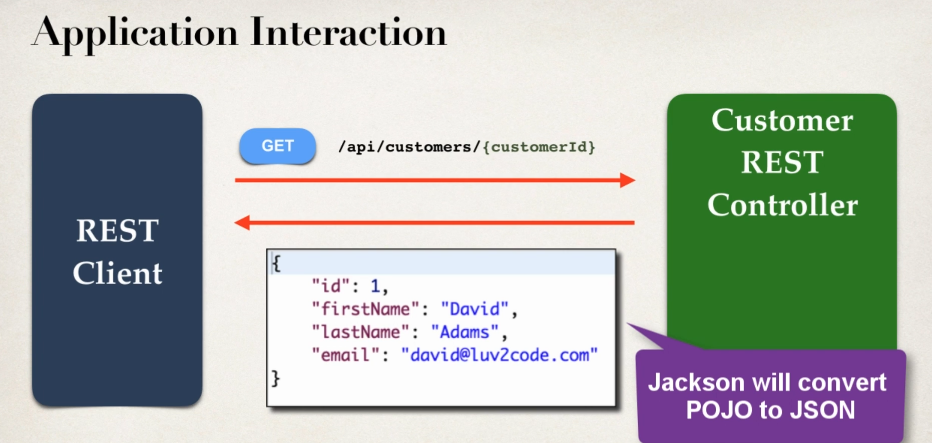 Application Interaction
REST
Client
GET /api/customers/{customerId}
{
    "id": 1,
    "firstName": "David",
    "lastName": "Adams",
    "email": "david@luv2code.com"
}
Customer
REST
Controller
Jackson will convert
POJO to JSON